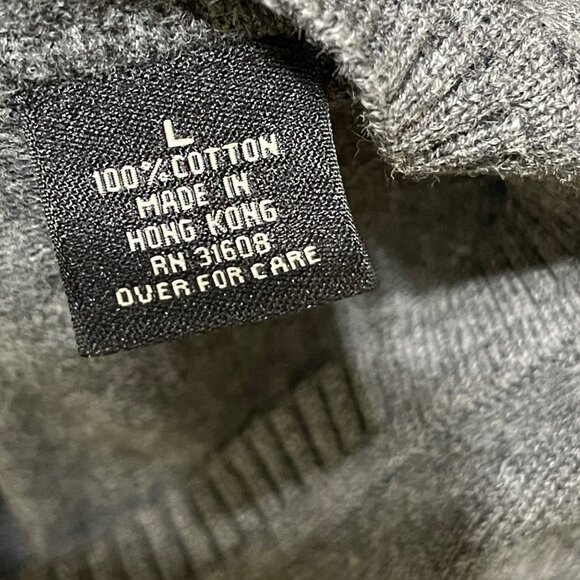 L
100% COTTON
MADE IN
HONG KONG
RN 31608
OVER FOR CARE